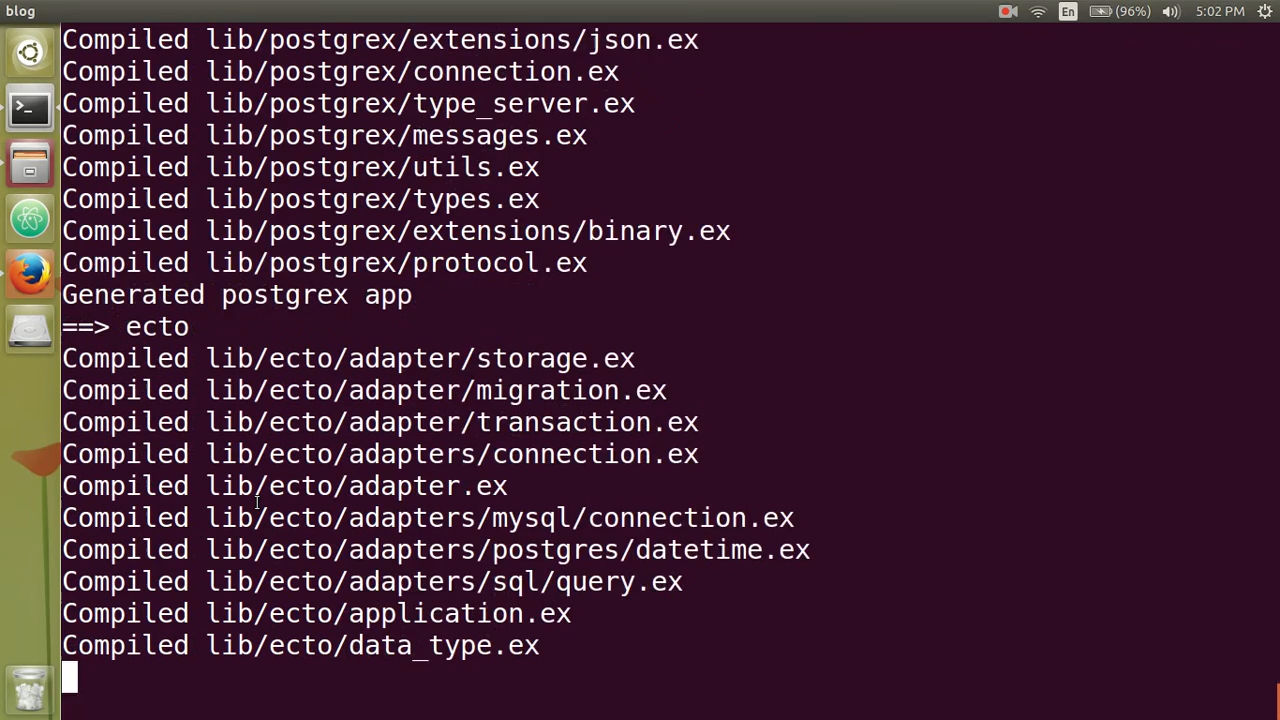 blog
En
(96%)
5:02 PM
Compiled lib/postgrex/extensions/json.ex
Compiled lib/postgrex/connection.ex
Compiled lib/postgrex/type_server.ex
Compiled lib/postgrex/messages.ex
Compiled lib/postgrex/utils.ex
Compiled lib/postgrex/types.ex
Compiled lib/postgrex/extensions/binary.ex
Compiled lib/postgrex/protocol.ex
Generated postgrex app
==> ecto
Compiled lib/ecto/adapter/storage.ex
Compiled lib/ecto/adapter/migration.ex
Compiled lib/ecto/adapter/transaction.ex
Compiled lib/ecto/adapters/connection.ex
Compiled lib/ecto/adapter.ex
Compiled lib/ecto/adapters/mysql/connection.ex
Compiled lib/ecto/adapters/postgres/datetime.ex
Compiled lib/ecto/adapters/sql/query.ex
Compiled lib/ecto/application.ex
Compiled lib/ecto/data_type.ex